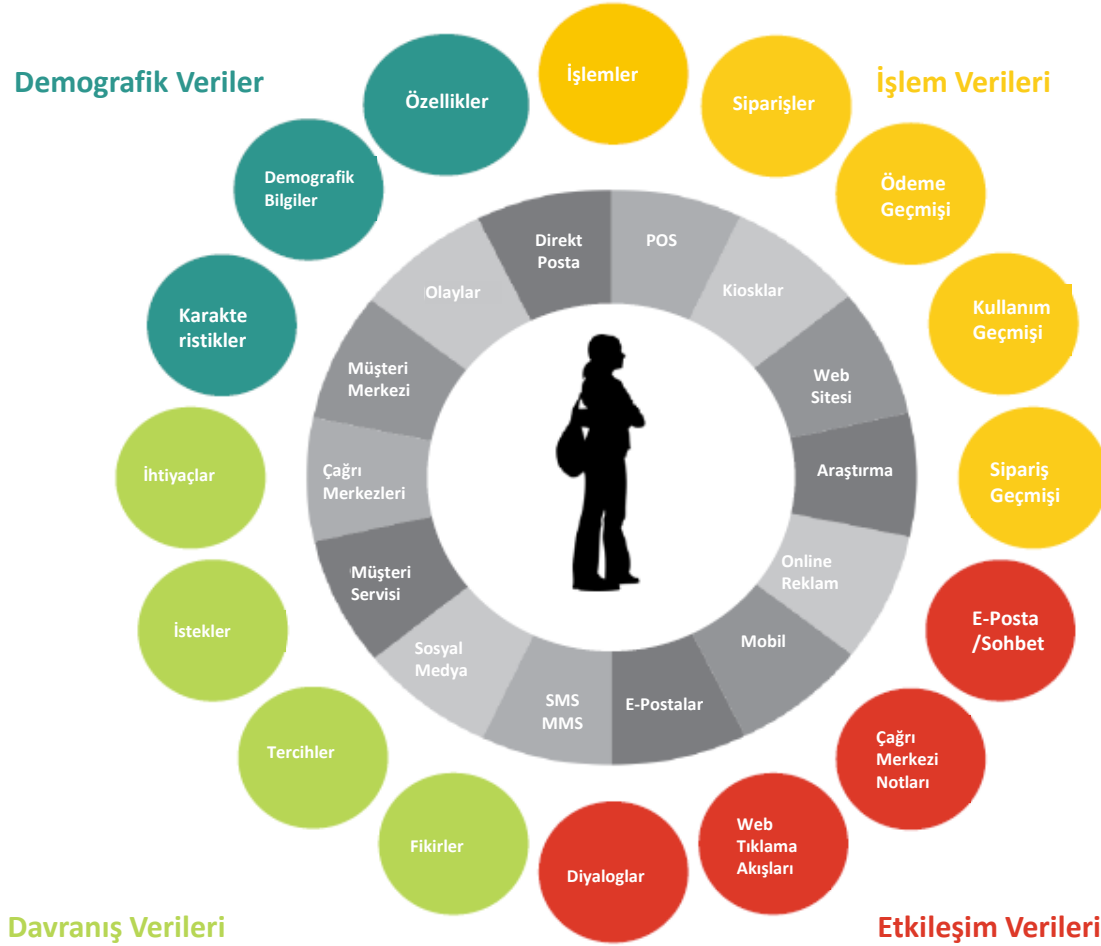 Demografik Veriler
İşlem Verileri
İşlemler
Siparişler
Ödeme
Geçmişi
Kullanım
Geçmişi
Sipariş
Geçmişi
E-Posta
/Sohbet
Çağrı
Merkezi
Notları
Web
Tıklama
Akışları
Diyaloglar
Fikirler
Tercihler
İstekler
İhtiyaçlar
Karakte
ristikler
Demografik
Bilgiler
Özellikler
Direkt
Posta
POS
Kiosklar
Web
Sitesi
Araştırma
Online
Reklam
Mobil
E-Postalar
SMS
MMS
Sosyal
Medya
Müşteri
Servisi
Çağrı
Merkezleri
Müşteri
Merkezi
Olaylar
Davranış Verileri
Etkileşim Verileri